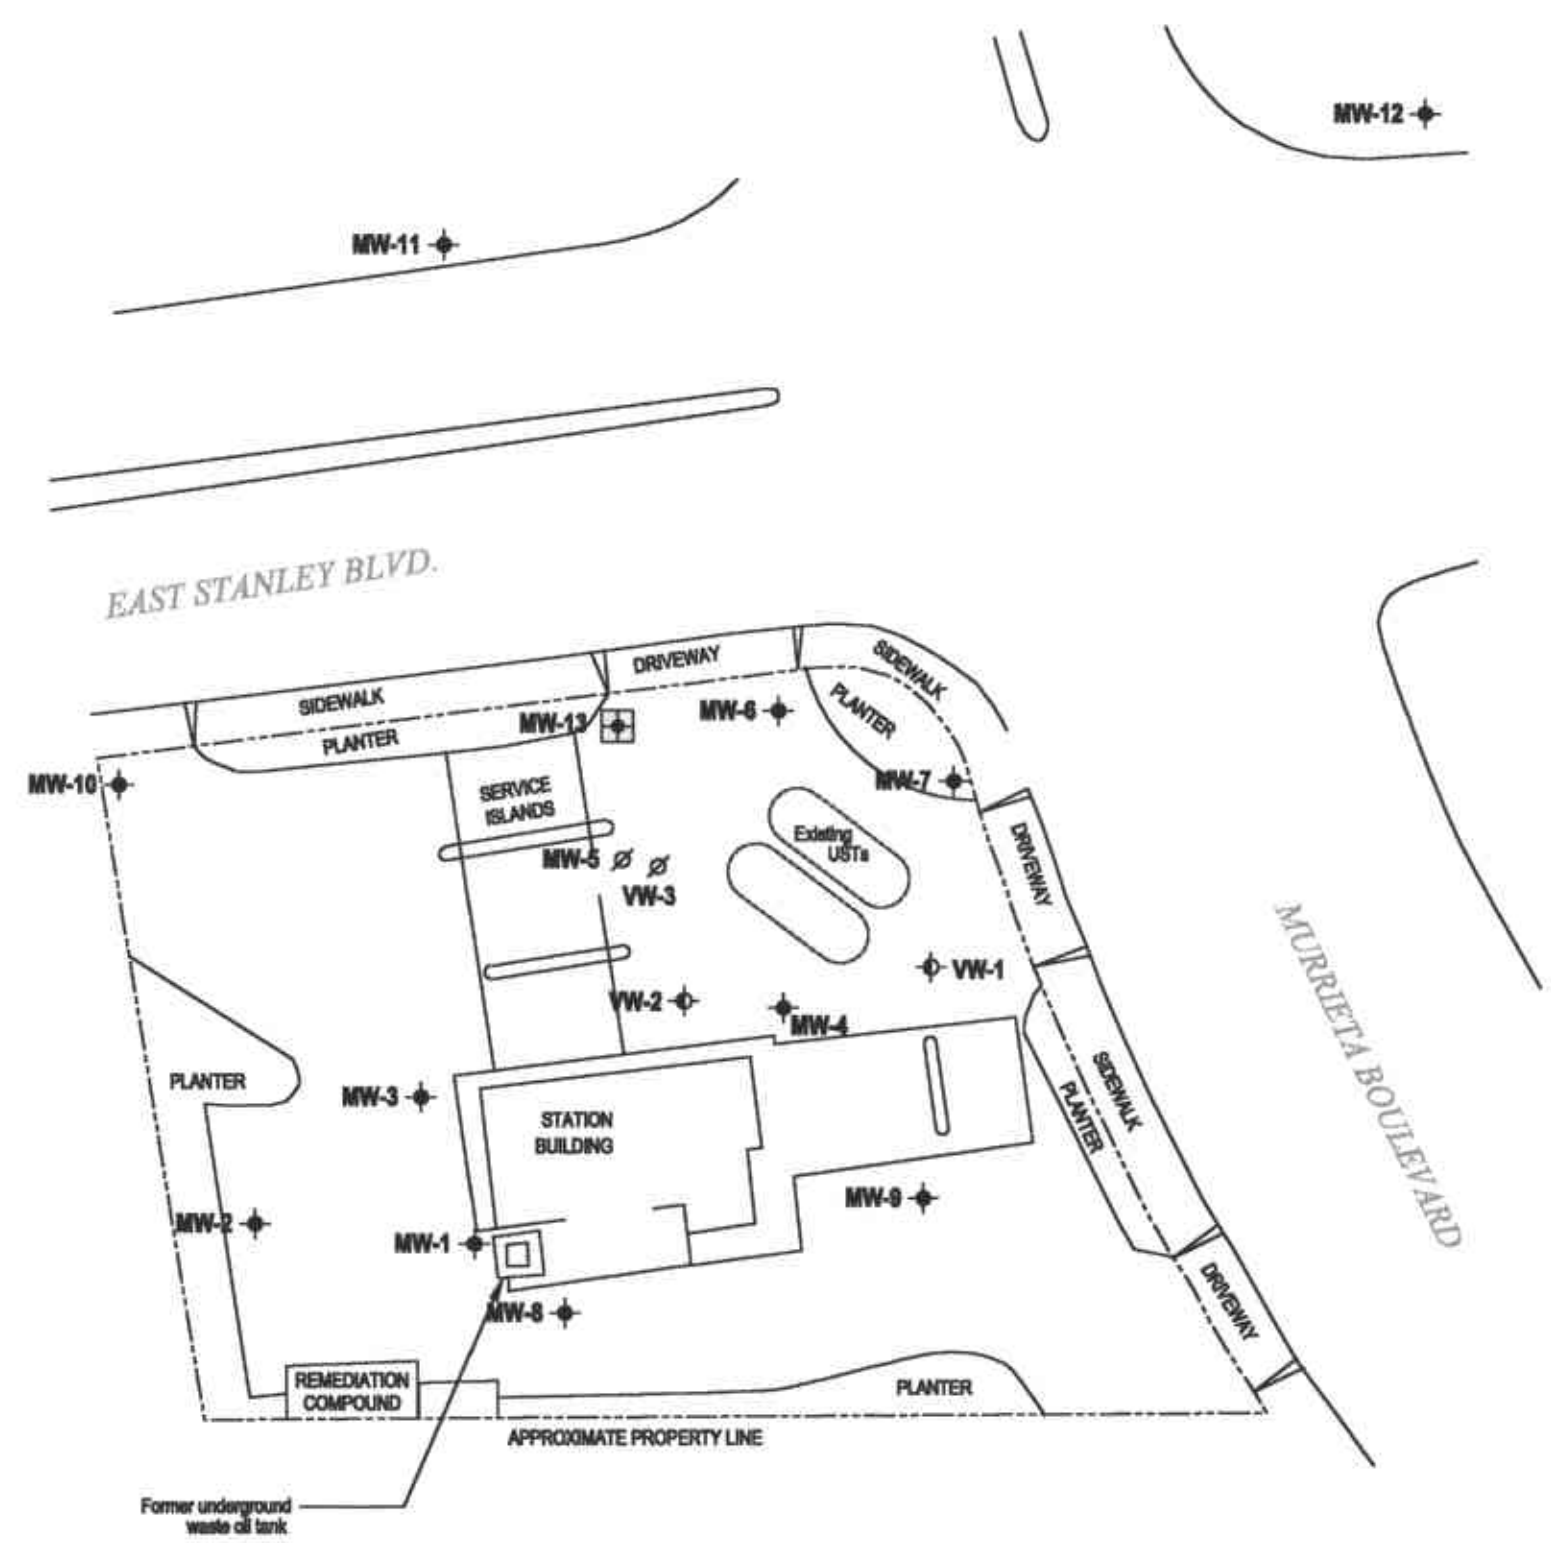 MW-12
MW-11
EAST STANLEY BLVD.
SIDEWALK
DRIVEWAY
SIDEWALK
PLANTER
MW-13
MW-6
PLANTER
MW-10
SERVICE
ISLANDS
MW-7
Existing
USTs
DRIVEWAY
MW-5
VW-3
MURRIETA BOULEVARD
VW-1
VW-2
MW-4
PLANTER
MW-3
STATION
BUILDING
SIDEWALK
PLANTER
MW-2
MW-1
MW-9
MW-8
DRIVEWAY
REMEDIATION
COMPOUND
PLANTER
APPROXIMATE PROPERTY LINE
Former underground
waste oil tank